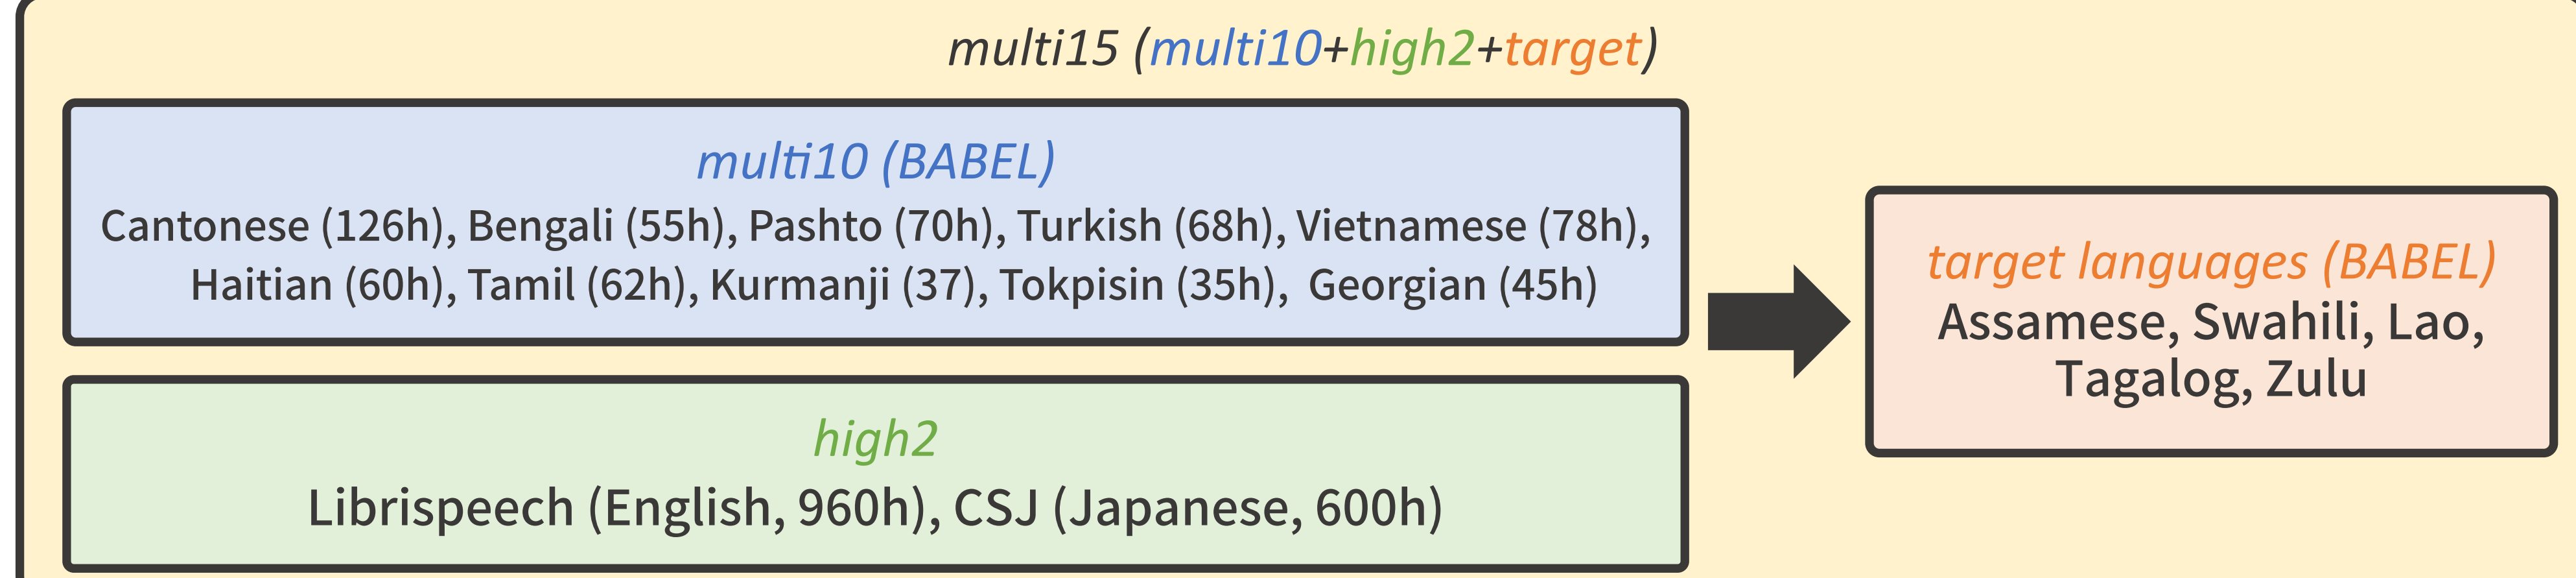 multi15 (multi10+high2+target)
multi10 (BABEL)
Cantonese (126h), Bengali (55h), Pashto (70h), Turkish (68h), Vietnamese (78h),
Haitian (60h), Tamil (62h), Kurmanji (37), Tokpisin (35h), Georgian (45h)
high2
Librispeech (English, 960h), CSJ (Japanese, 600h)
target languages (BABEL)
Assamese, Swahili, Lao,
Tagalog, Zulu